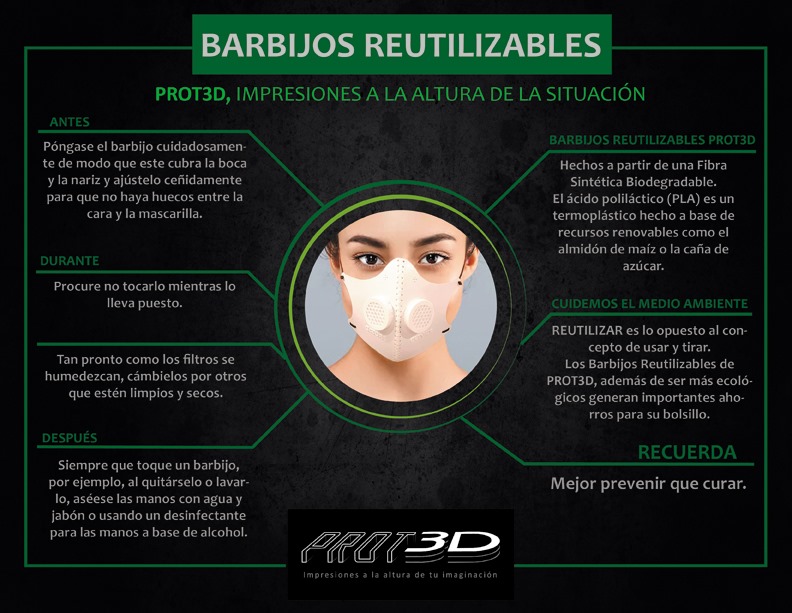 BARBIJOS REUTILIZABLES
PROT3D, IMPRESIONES A LA ALTURA DE LA SITUACIÓN
ANTES
Póngase el barbijo cuidadosamen-
te de modo que este cubra la boca
y la nariz y ajústelo ceñidamente
para que no haya huecos entre la
cara y la mascarilla.
DURANTE
Procure no tocarlo mientras lo
lleva puesto.
Tan pronto como los filtros se
humedezcan, cámbielos por otros
que estén limpios y secos.
DESPUÉS
Siempre que toque un barbijo,
por ejemplo, al quitárselo o lavar-
lo, aséese las manos con agua y
jabón o usando un desinfectante
para las manos a base de alcohol.
BARBIJOS REUTILIZABLES PROT3D
Hechos a partir de una Fibra
Sintética Biodegradable.
El ácido poliláctico (PLA) es un
termoplástico hecho a base de
recursos renovables como el
almidón de maíz o la caña de
azúcar.
CUIDEMOS EL MEDIO AMBIENTE
REUTILIZAR es lo opuesto al con-
cepto de usar y tirar.
Los Barbijos Reutilizables de
PROT3D, además de ser más ecoló-
gicos generan importantes aho-
rros para su bolsillo.
RECUERDA
Mejor prevenir que curar.
PROT3D
Impresiones a la altura de tu imaginación